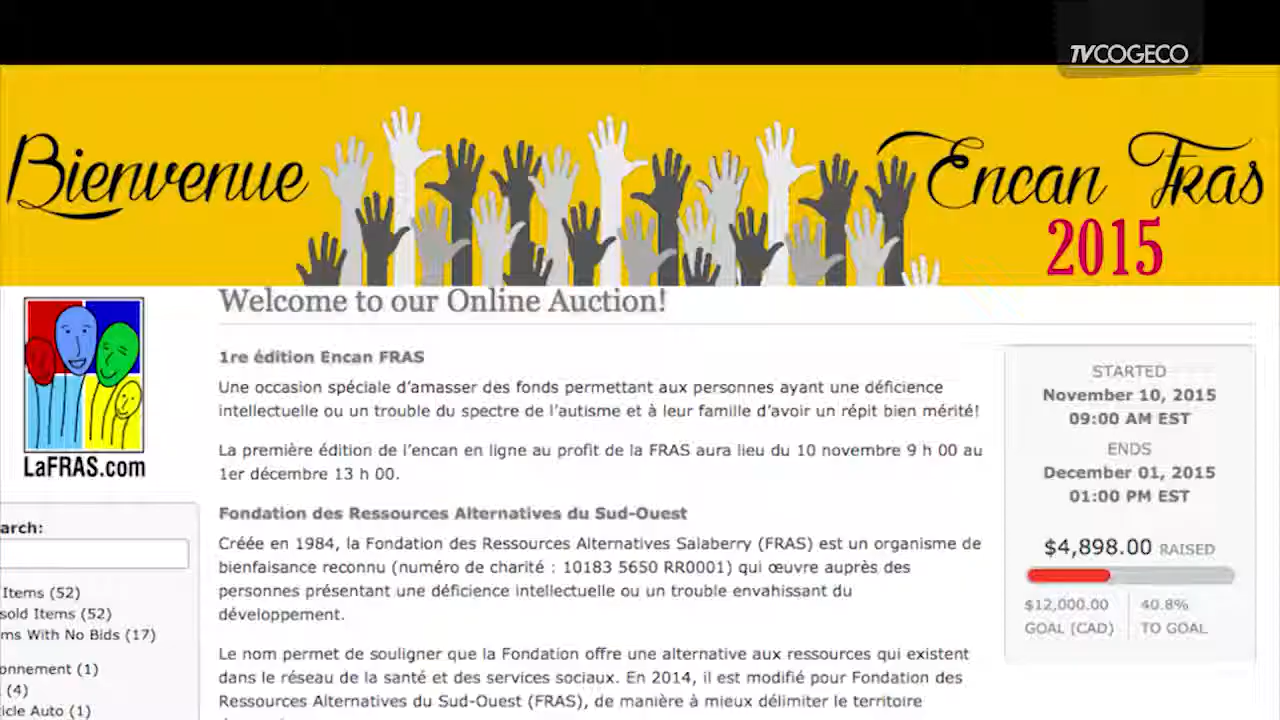 TVCOGECO
Bienvenue
Encan Fras
2015
Welcome to our Online Auction!
LaFRAS.com
1re édition Encan FRAS
Une occasion spéciale d’amasser des fonds permettant aux personnes ayant une déficience
intellectuelle ou un trouble du spectre de l’autisme et à leur famille d’avoir un répit bien mérité!
La première édition de l’encan en ligne au profit de la FRAS aura lieu du 10 novembre 9 h 00 au
1er décembre 13 h 00.
Fondation des Ressources Alternatives du Sud-Ouest
Créée en 1984, la Fondation des Ressources Alternatives Salaberry (FRAS) est un organisme de
bienfaisance reconnu (numéro de charité : 10183 5650 RR0001) qui œuvre auprès des
personnes présentant une déficience intellectuelle ou un trouble envahissant du
développement.
Le nom permet de souligner que la Fondation offre une alternative aux ressources qui existent
dans le réseau de la santé et des services sociaux. En 2014, il est modifié pour Fondation des
Ressources Alternatives du Sud-Ouest (FRAS), de manière à mieux délimiter le territoire
STARTED
November 10, 2015
09:00 AM EST
ENDS
December 01, 2015
01:00 PM EST
$4,898.00 RAISED
$12,000.00
GOAL (CAD)
40.8%
TO GOAL
arch:
Items (52)
sold Items (52)
ms With No Bids (17)
onnement (1)
(4)
icle Auto (1)